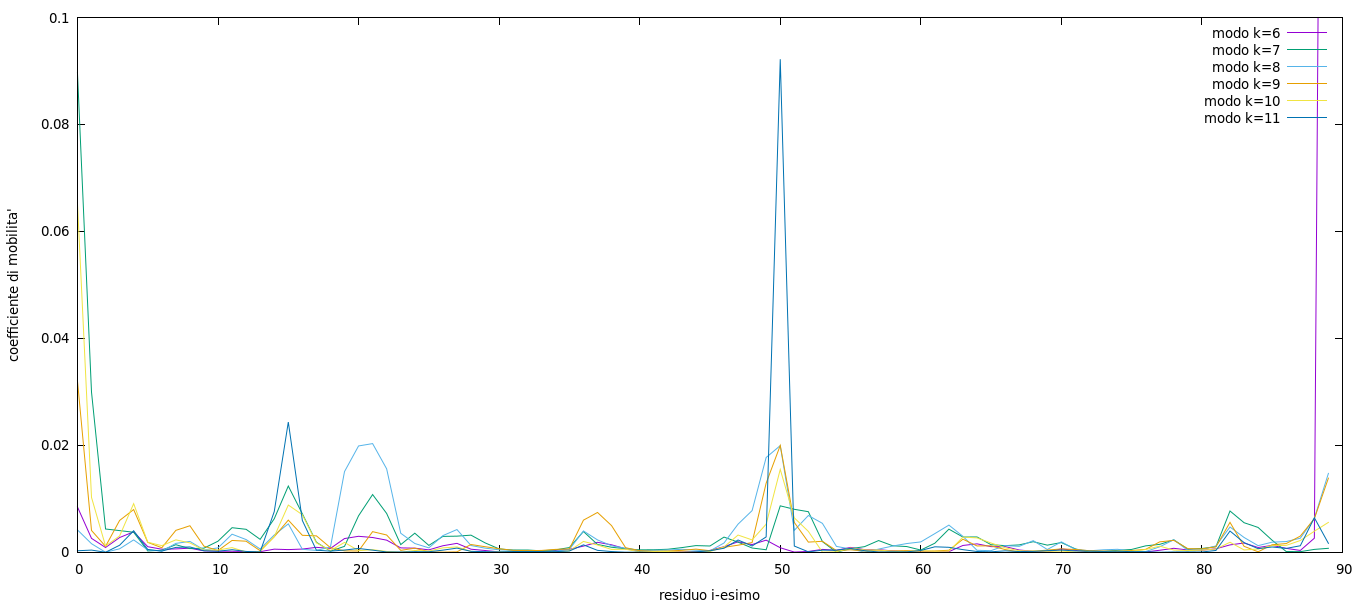 0.1
0.08
0.06
0.04
0.02
0
coefficiente di mobilita'
modo k=6
modo k=7
modo k=8
modo k=9
modo k=10
modo k=11
0 10 20 30 40 50 60 70 80 90
residuo i-esimo